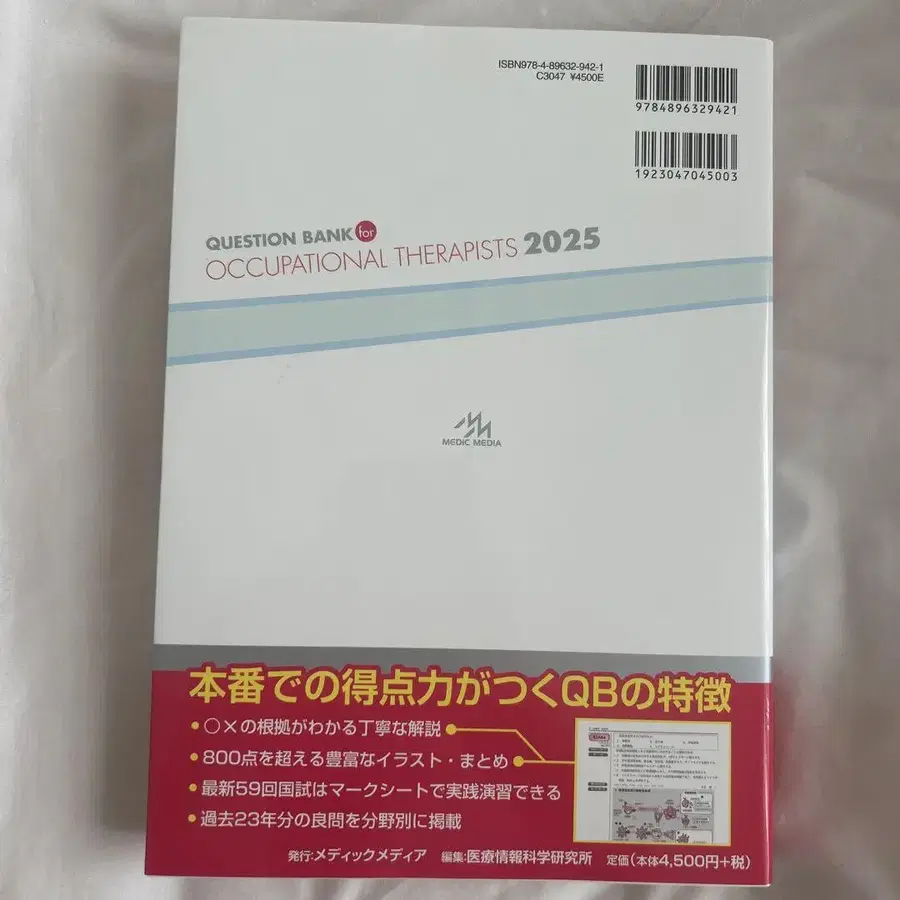 ISBN978-4-89632-942-1
C3047 ¥4500E
9784896329421
1923047045003
QUESTION BANK for
OCCUPATIONAL THERAPISTS 2025
MEDIC MEDIA
本番での得点力がつくQBの特徴
• ○×の根拠がわかる丁寧な解説
• 800点を超える豊富なイラスト・まとめ
• 最新59回国試はマークシートで実践演習できる
• 過去23年分の良問を分野別に掲載
発行:メディックメディア 編集:医療情報科学研究所 定価(本体4,500円+税)